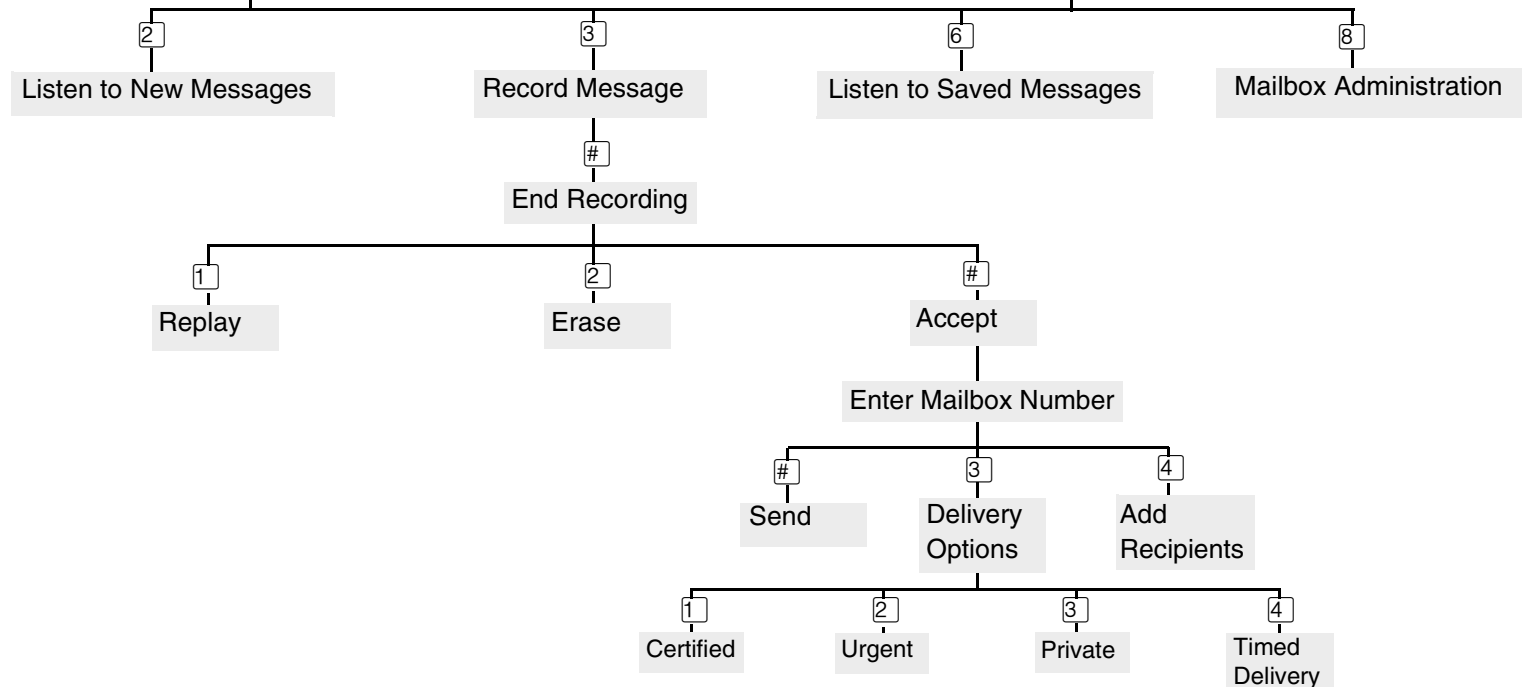 2
3
6
8
Listen to New Messages
Record Message
Listen to Saved Messages
Mailbox Administration
#
End Recording
1
2
#
Replay
Erase
Accept
Enter Mailbox Number
#
3
4
Send
Delivery
Options
Add
Recipients
1
2
3
4
Certified
Urgent
Private
Timed
Delivery